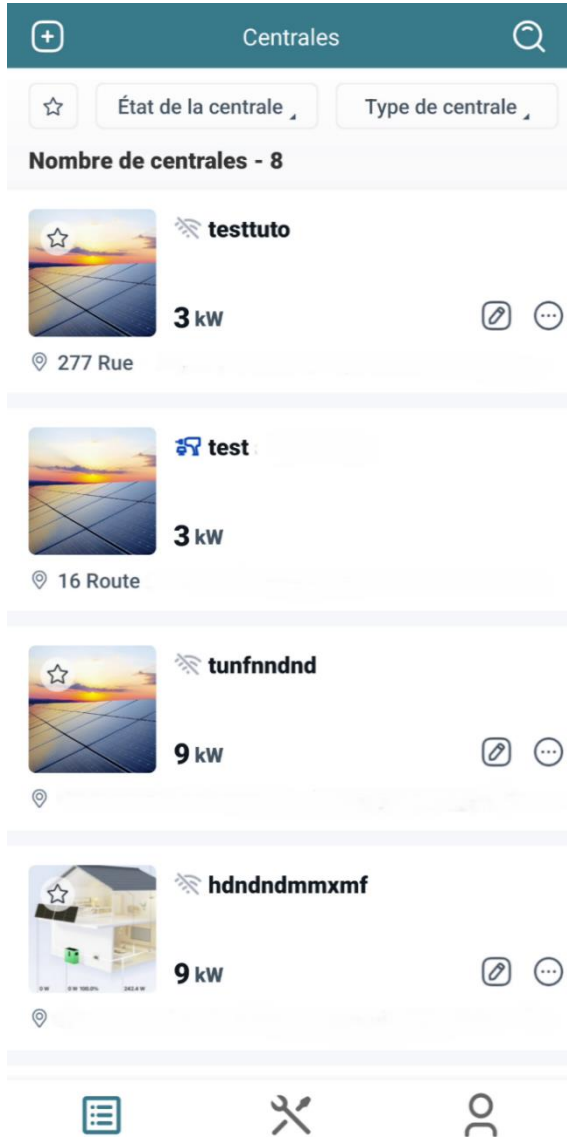 Centrales
État de la centrale
Type de centrale
Nombre de centrales - 8
testtuto
3 kW
277 Rue
test
3 kW
16 Route
tunfnndnd
9 kW
hdndndmmxmf
9 kW